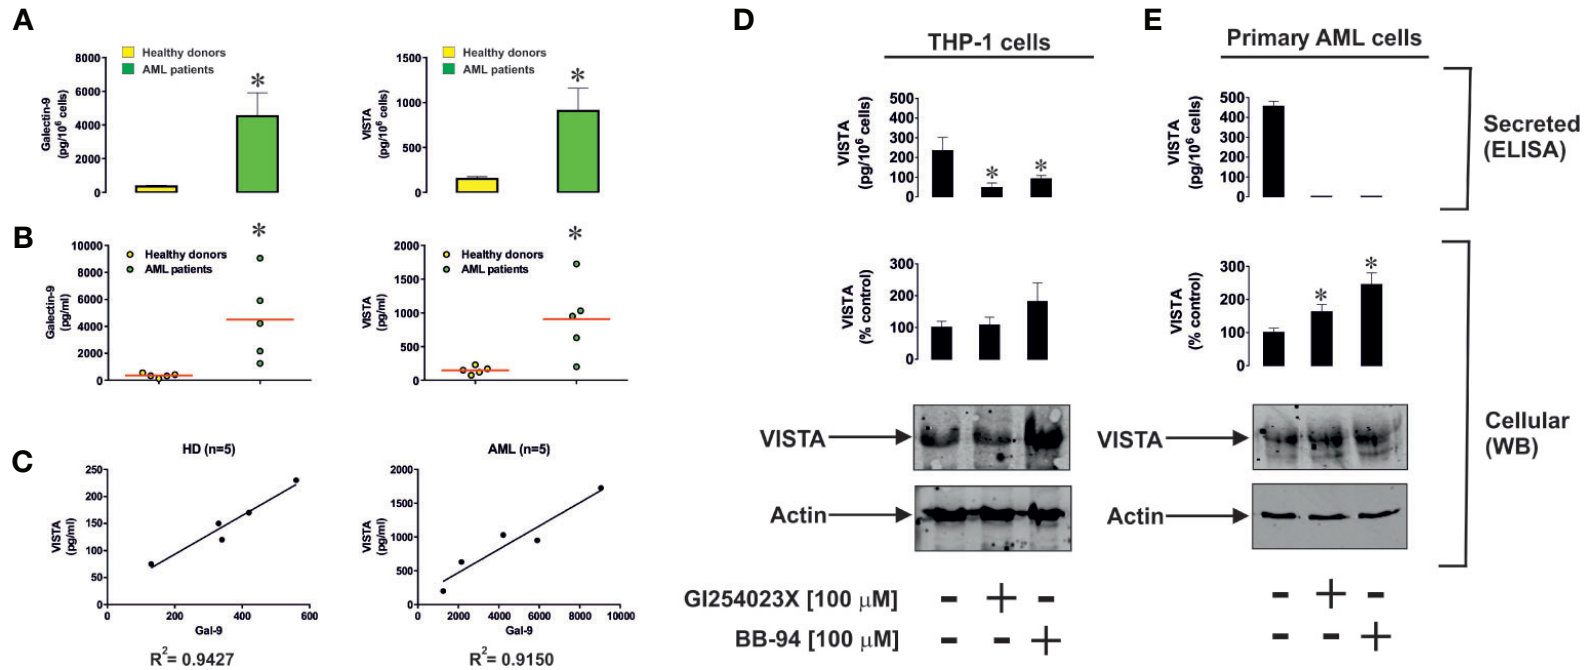 A
Healthy donors
AML patients
Galectin-9
(pg/10⁶ cells)
8000
6000
4000
2000
0
*
Healthy donors
AML patients
VISTA
(pg/10⁶ cells)
1500
1000
500
0
*
B
Healthy donors
AML patients
Galectin-9
(pg/ml)
10000
8000
6000
4000
2000
0
*
Healthy donors
AML patients
VISTA
(pg/ml)
2000
1500
1000
500
0
*
C
HD (n=5)
VISTA
(pg/ml)
250
200
150
100
50
0
0 200 400 600
Gal-9
R²= 0.9427
AML (n=5)
VISTA
(pg/ml)
2000
1500
1000
500
0
0 2000 4000 6000 8000 10000
Gal-9
R²= 0.9150
D
THP-1 cells
VISTA
(pg/10⁶ cells)
500
400
300
200
100
0
* *
VISTA
(% control)
300
200
100
0
VISTA
Actin
GI254023X [100 μM] - + -
BB-94 [100 μM] - - +
E
Primary AML cells
VISTA
(pg/10⁶ cells)
500
400
300
200
100
0
Secreted
(ELISA)
VISTA
(% control)
300
200
100
0
* *
VISTA
Actin
Cellular
(WB)
- + -
- - +